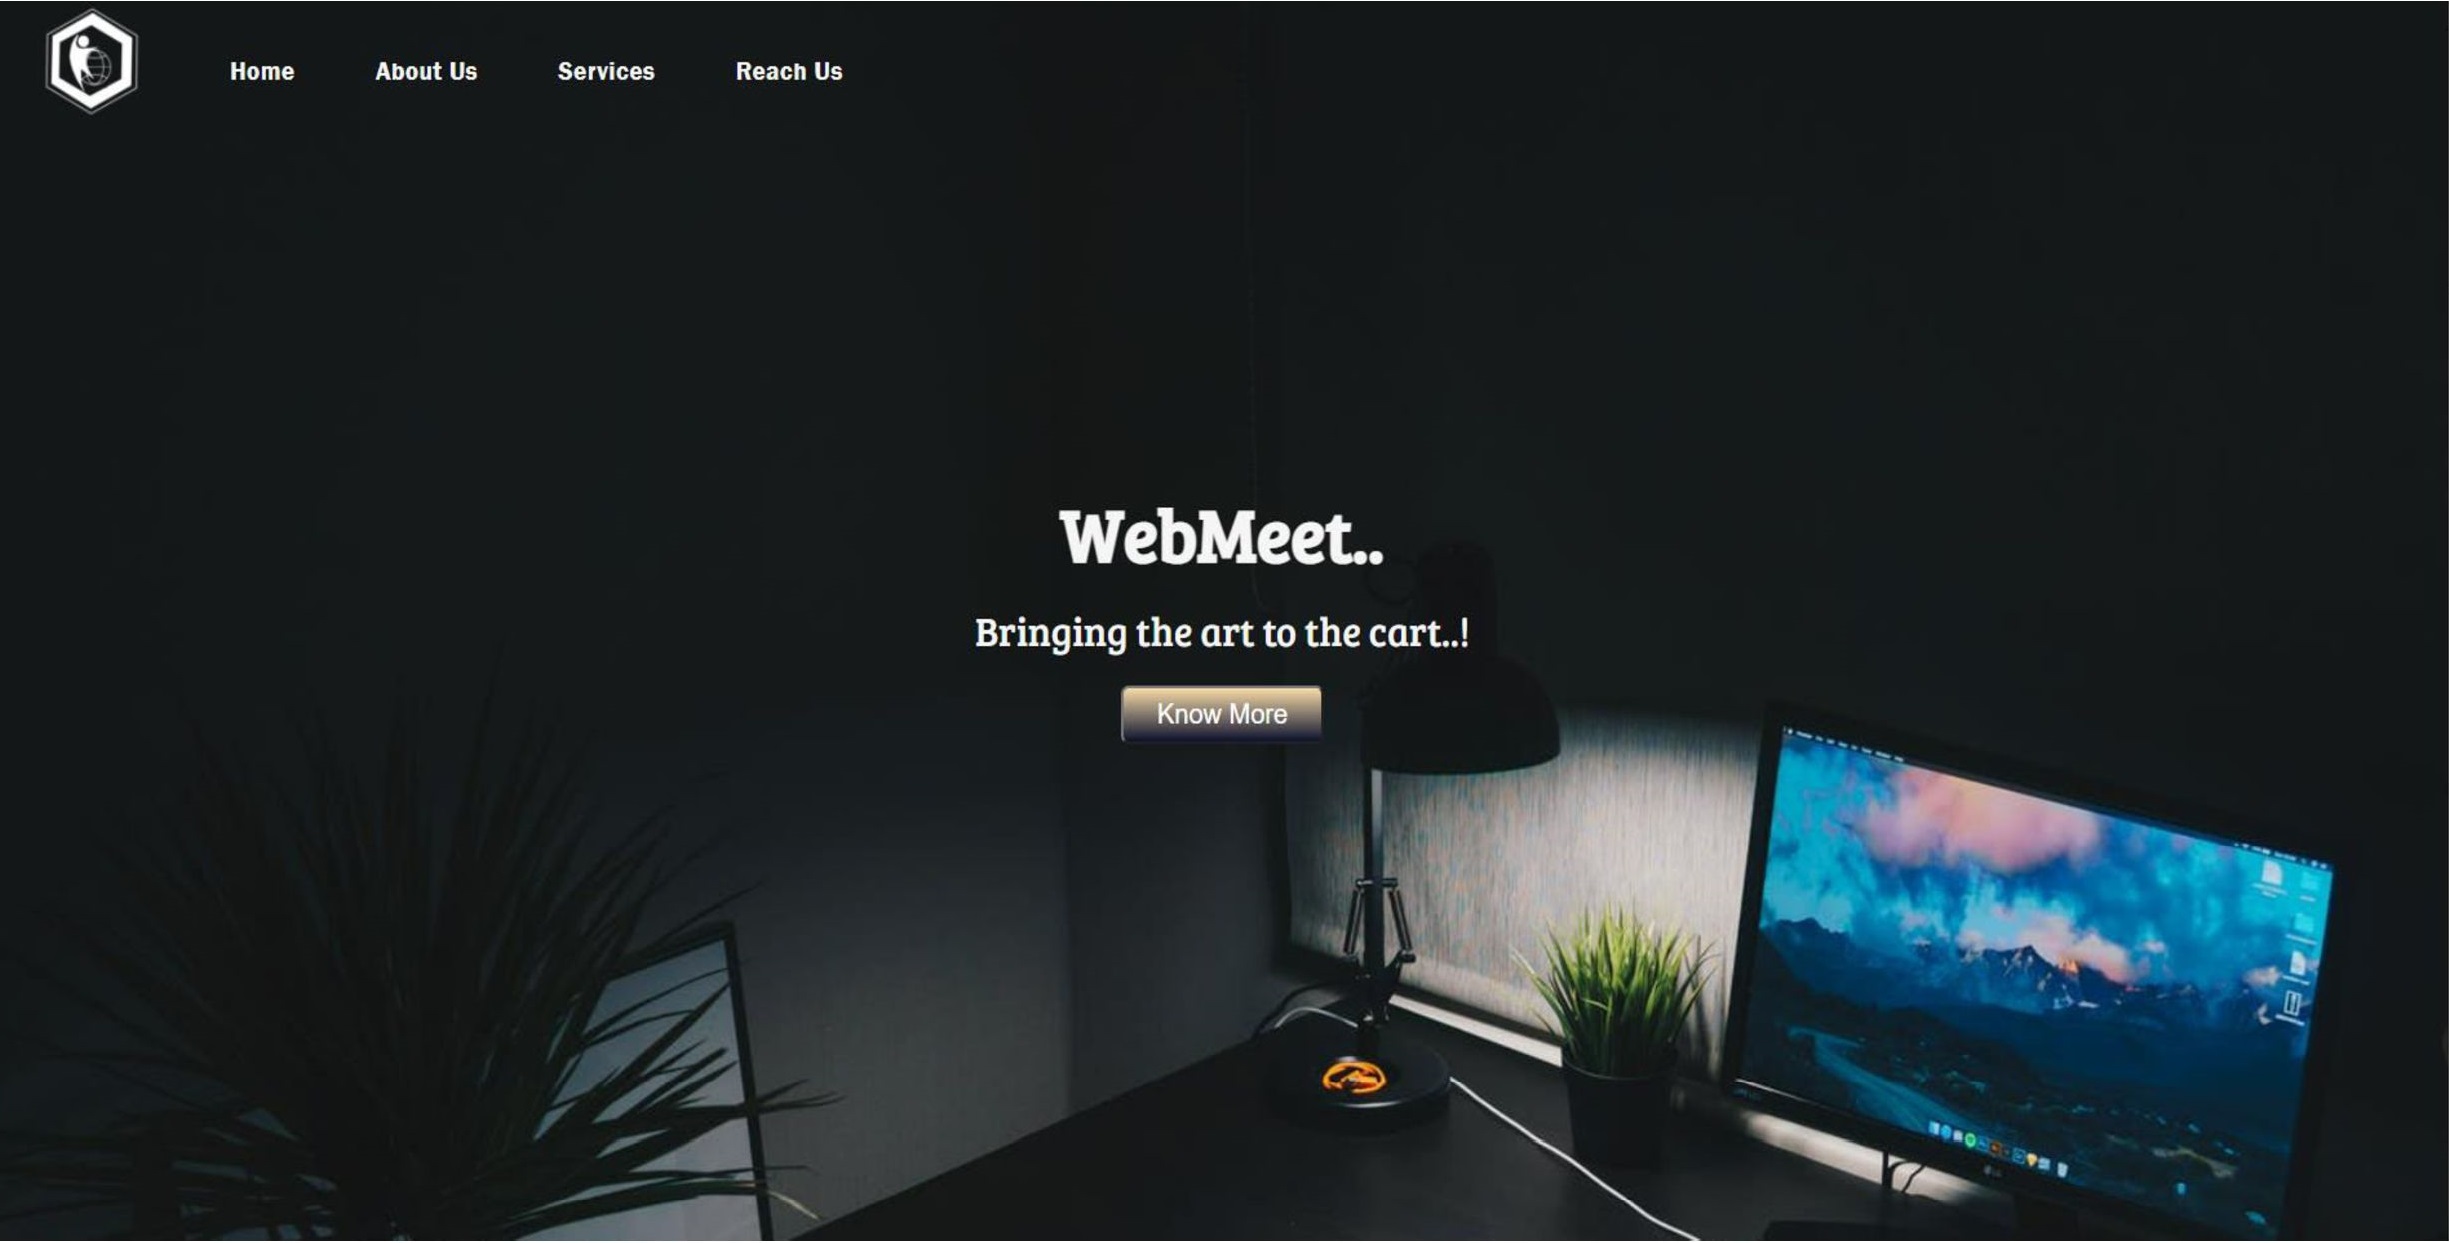 Home About Us Services Reach Us
WebMeet..
Bringing the art to the cart..!
Know More